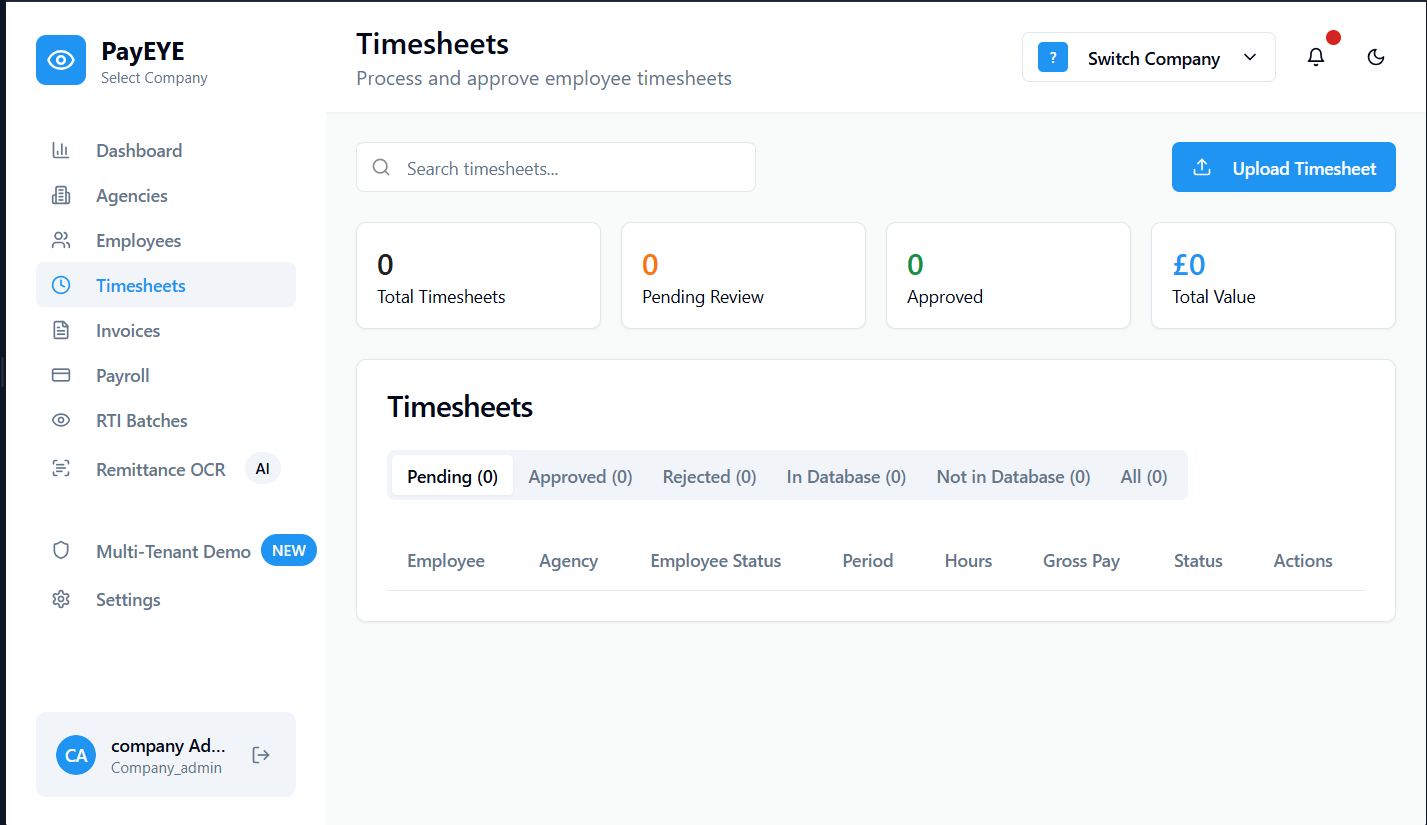 PayEYE
Select Company
Dashboard
Agencies
Employees
Timesheets
Invoices
Payroll
RTI Batches
Remittance OCR AI
Multi-Tenant Demo NEW
Settings
CA
company Ad...
Company_admin
Timesheets
Process and approve employee timesheets
? Switch Company
Search timesheets...
Upload Timesheet
0
Total Timesheets
0
Pending Review
0
Approved
£0
Total Value
Timesheets
Pending (0) Approved (0) Rejected (0) In Database (0) Not in Database (0) All (0)
Employee Agency Employee Status Period Hours Gross Pay Status Actions